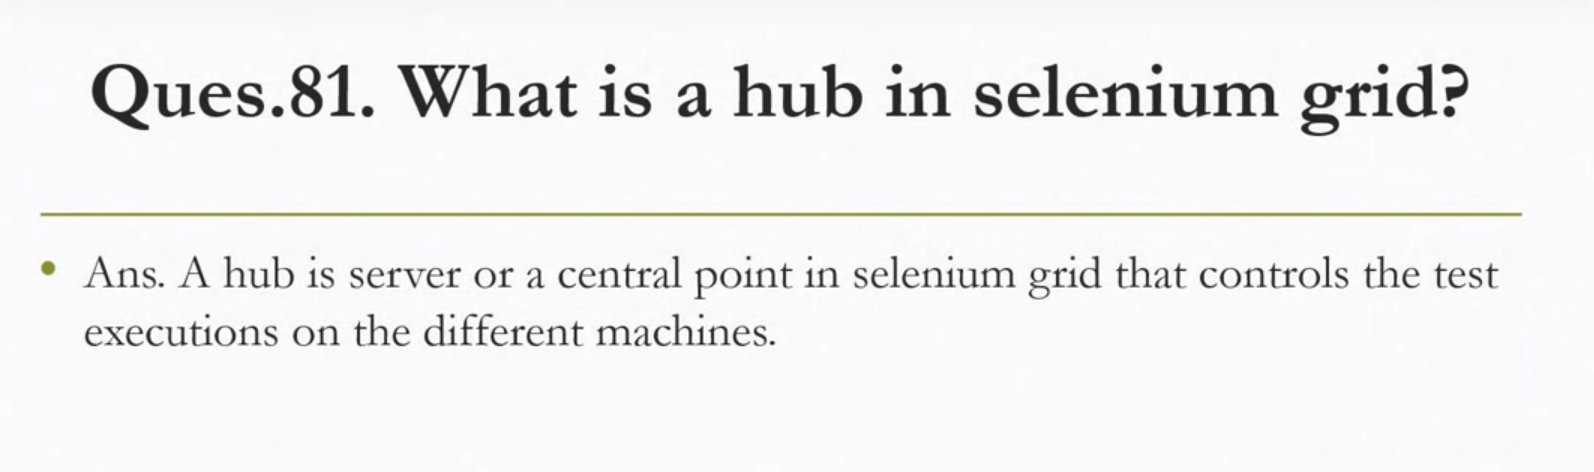 Ques.81. What is a hub in selenium grid?
• Ans. A hub is server or a central point in selenium grid that controls the test
executions on the different machines.